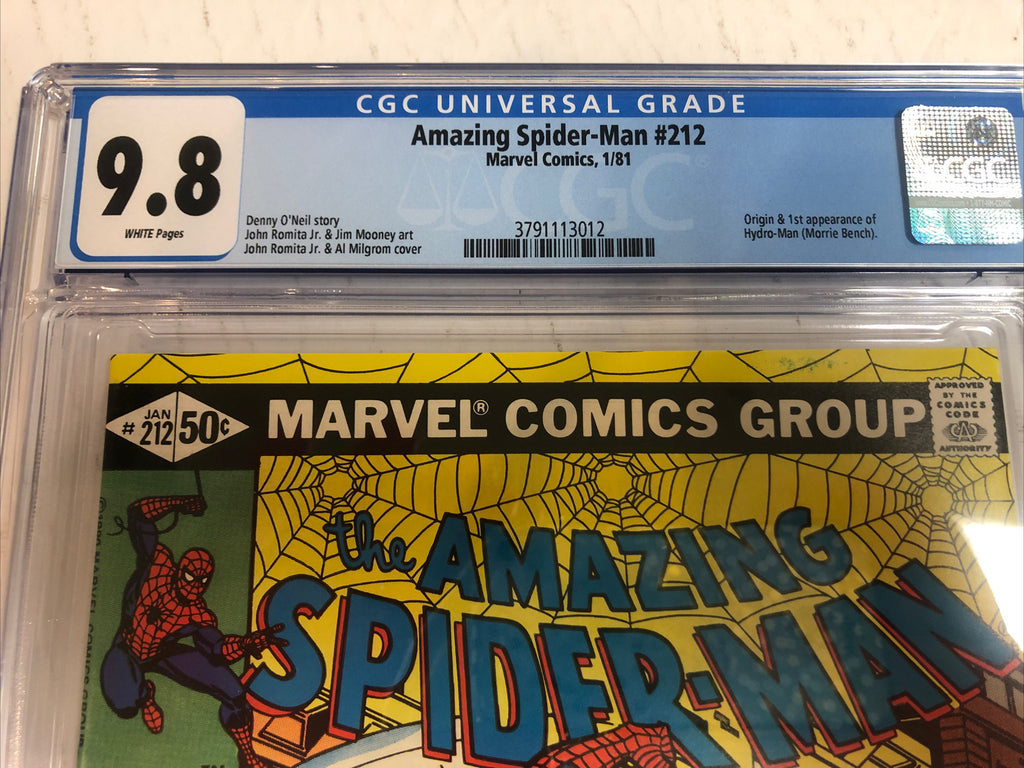 CGC UNIVERSAL GRADE
9.8
WHITE Pages
Amazing Spider-Man #212
Marvel Comics, 1/81
Denny O'Neil story
John Romita Jr. & Jim Mooney art
John Romita Jr. & Al Milgrom cover
3791113012
Origin & 1st appearance of
Hydro-Man (Morrie Bench).
CGC
CGC
JAN
# 212
50¢
MARVEL® COMICS GROUP
APPROVED
BY THE
COMICS
CODE
AUTHORITY
the AMAZING
SPIDER-MAN